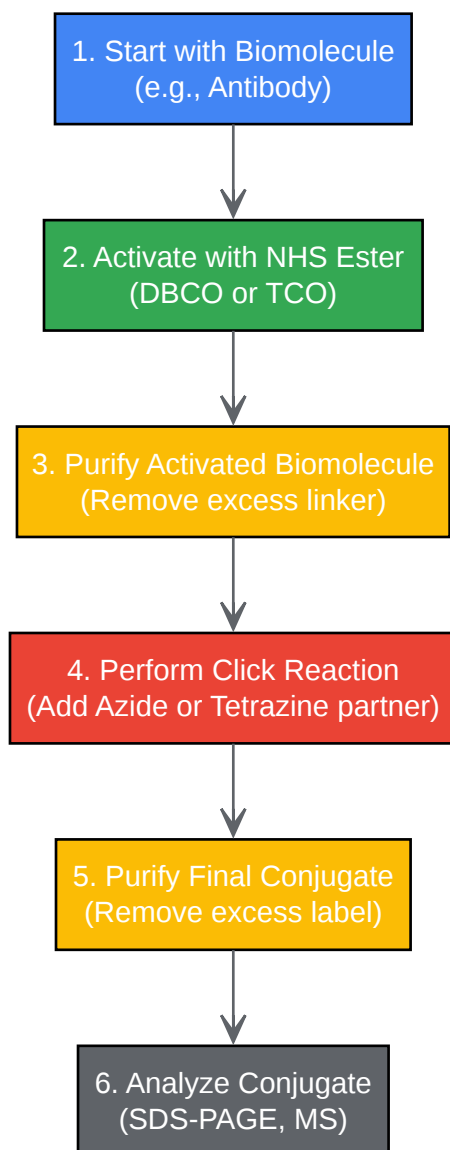 1. Start with Biomolecule
(e.g., Antibody)
2. Activate with NHS Ester
(DBCO or TCO)
3. Purify Activated Biomolecule
(Remove excess linker)
4. Perform Click Reaction
(Add Azide or Tetrazine partner)
5. Purify Final Conjugate
(Remove excess label)
6. Analyze Conjugate
(SDS-PAGE, MS)